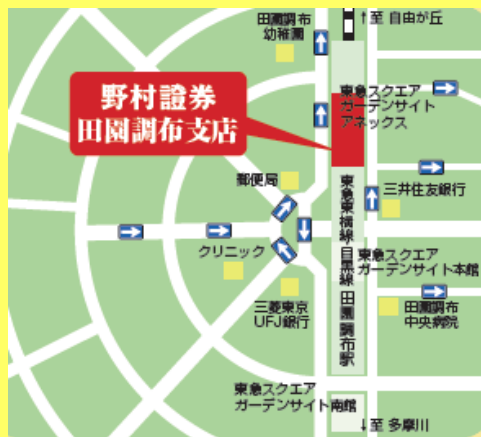 田園調布
幼稚園
↑至 自由が丘
東急スクエア
ガーデンサイト
アネックス
野村證券
田園調布支店
郵便局
三井住友銀行
東急東横線
目黒線
田園調布駅
クリニック
東急スクエア
ガーデンサイト本館
三菱東京
UFJ銀行
田園調布
中央病院
東急スクエア
ガーデンサイト南館
↓至 多摩川